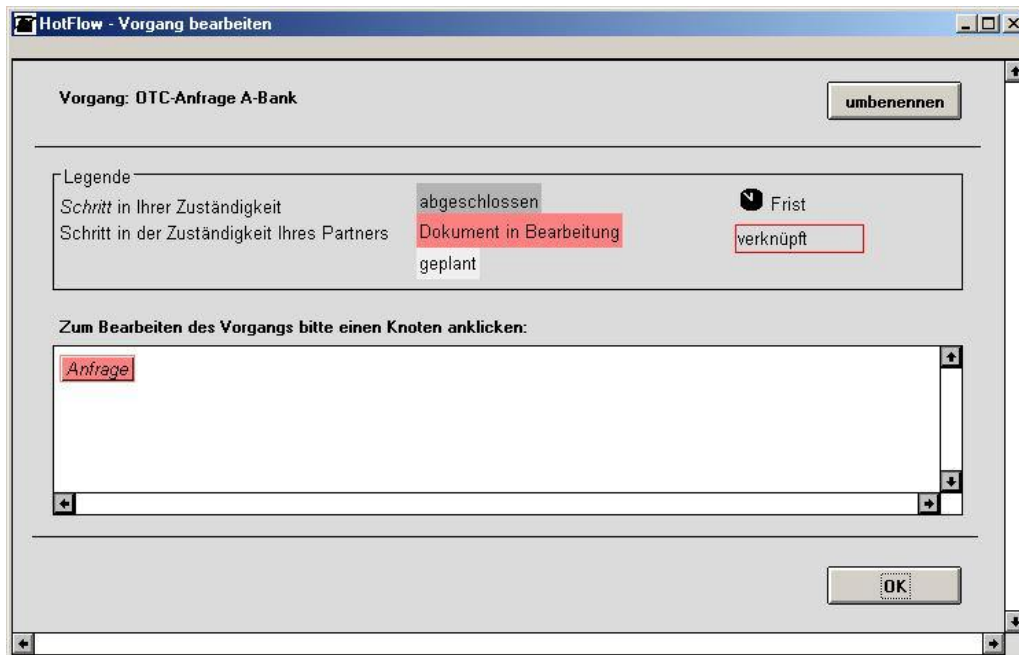 HotFlow - Vorgang bearbeiten
Vorgang: OTC-Anfrage A-Bank
umbenennen
Legende
Schritt in Ihrer Zuständigkeit
Schritt in der Zuständigkeit Ihres Partners
abgeschlossen
Dokument in Bearbeitung
geplant
Frist
verknüpft
Zum Bearbeiten des Vorgangs bitte einen Knoten anklicken:
Anfrage
OK